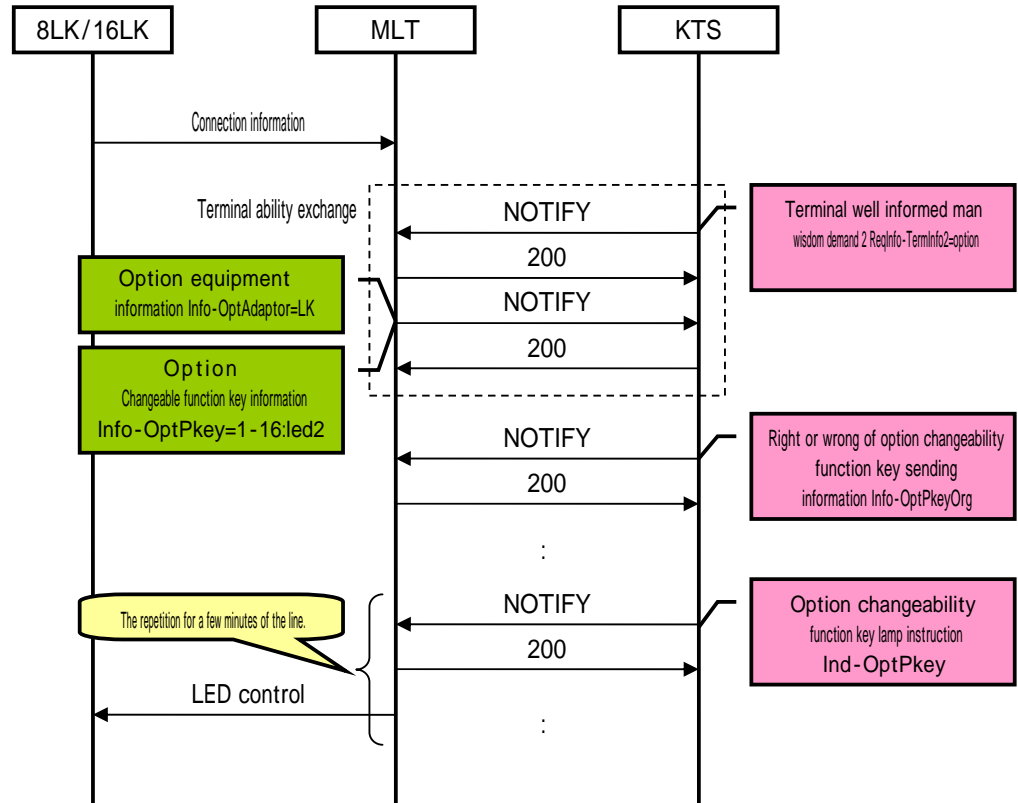 8LK/16LK
MLT
KTS
Connection information
Terminal ability exchange
NOTIFY
Terminal well informed man
wisdom demand 2 ReqInfo-TermInfo2=option
200
Option equipment
information Info-OptAdaptor=LK
NOTIFY
200
Option
Changeable function key information
Info-OptPkey=1-16:led2
NOTIFY
Right or wrong of option changeability
function key sending
information Info-OptPkeyOrg
200
:
The repetition for a few minutes of the line.
NOTIFY
Option changeability
function key lamp instruction
Ind-OptPkey
200
LED control
: